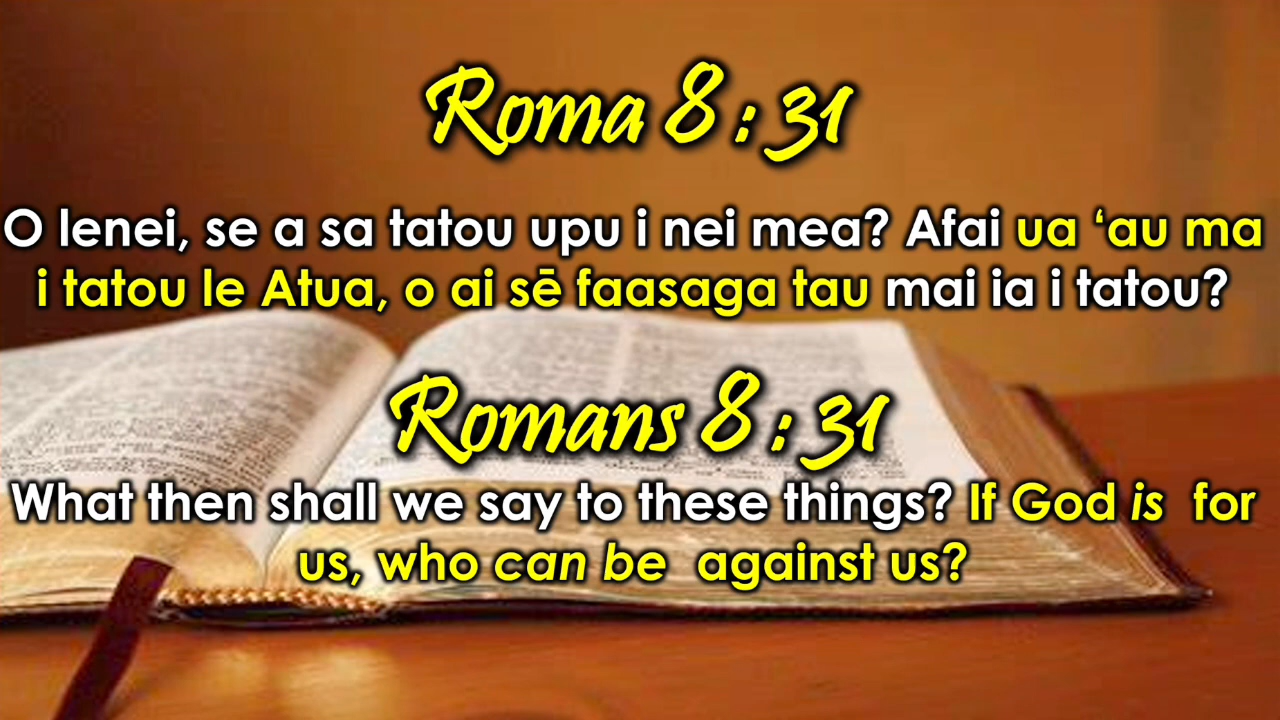 Roma 8 : 31
O lenei, se a sa tatou upu i nei mea? Afai ua ‘au ma
i tatou le Atua, o ai sē faasaga tau mai ia i tatou?
Romans 8 : 31
What then shall we say to these things? If God is for
us, who can be against us?